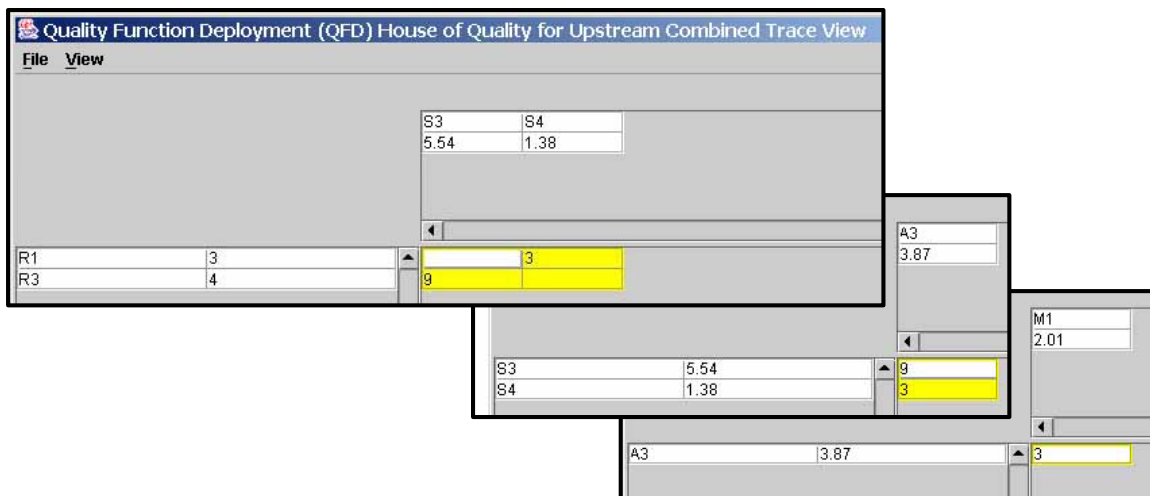 Quality Function Deployment (QFD) House of Quality for Upstream Combined Trace View
File View
S3 S4
5.54 1.38
R1 3 3
R3 4 9
A3
3.87
S3 5.54 9
S4 1.38 3
M1
2.01
A3 3.87 3